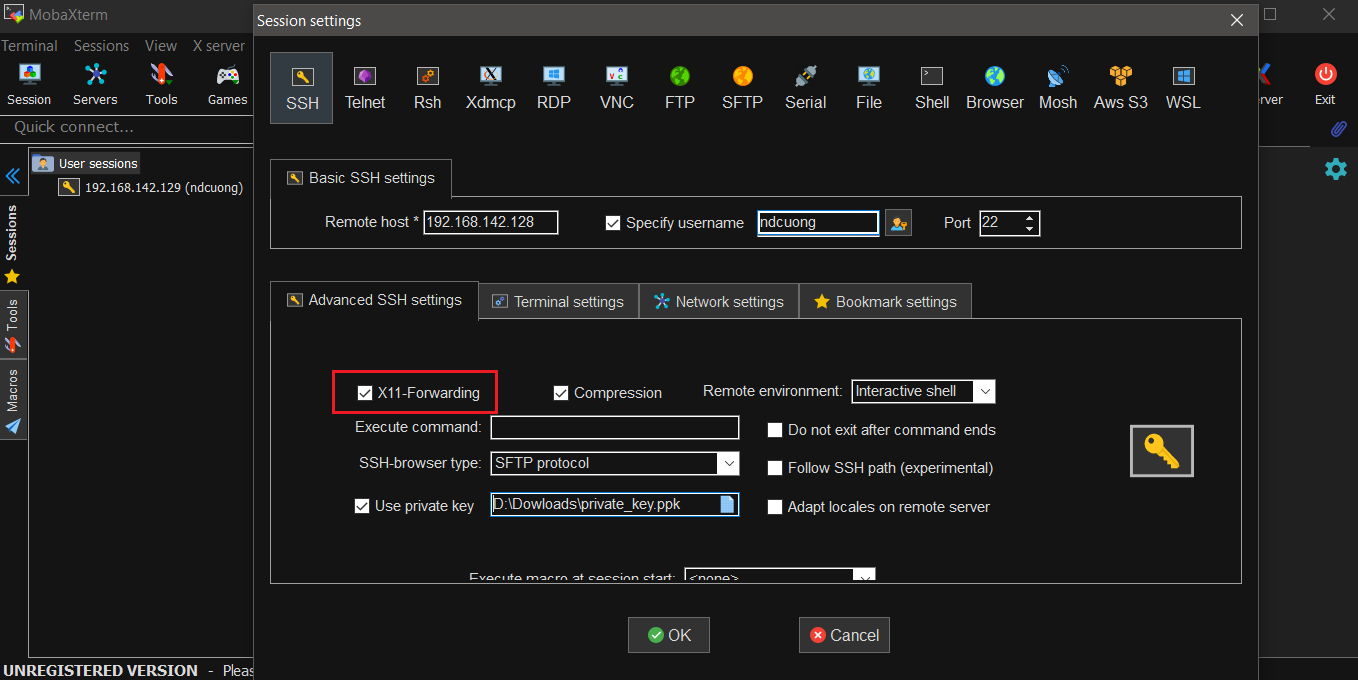 MobaXterm
Session settings
Terminal Sessions View X server
Session Servers Tools Games
SSH Telnet Rsh Xdmcp RDP VNC FTP SFTP Serial File Shell Browser Mosh Aws S3 WSL
rver Exit
Quick connect...
User sessions
192.168.142.129 (ndcuong)
Sessions
Tools
Macros
Basic SSH settings
Remote host * 192.168.142.128 Specify username ndcuong Port 22
Advanced SSH settings Terminal settings Network settings Bookmark settings
X11-Forwarding Compression Remote environment: Interactive shell
Execute command: Do not exit after command ends
SSH-browser type: SFTP protocol Follow SSH path (experimental)
Use private key D:\Dowloads\private_key.ppk Adapt locales on remote server
Execute macro at session start: <none>
OK Cancel
UNREGISTERED VERSION - Pleas